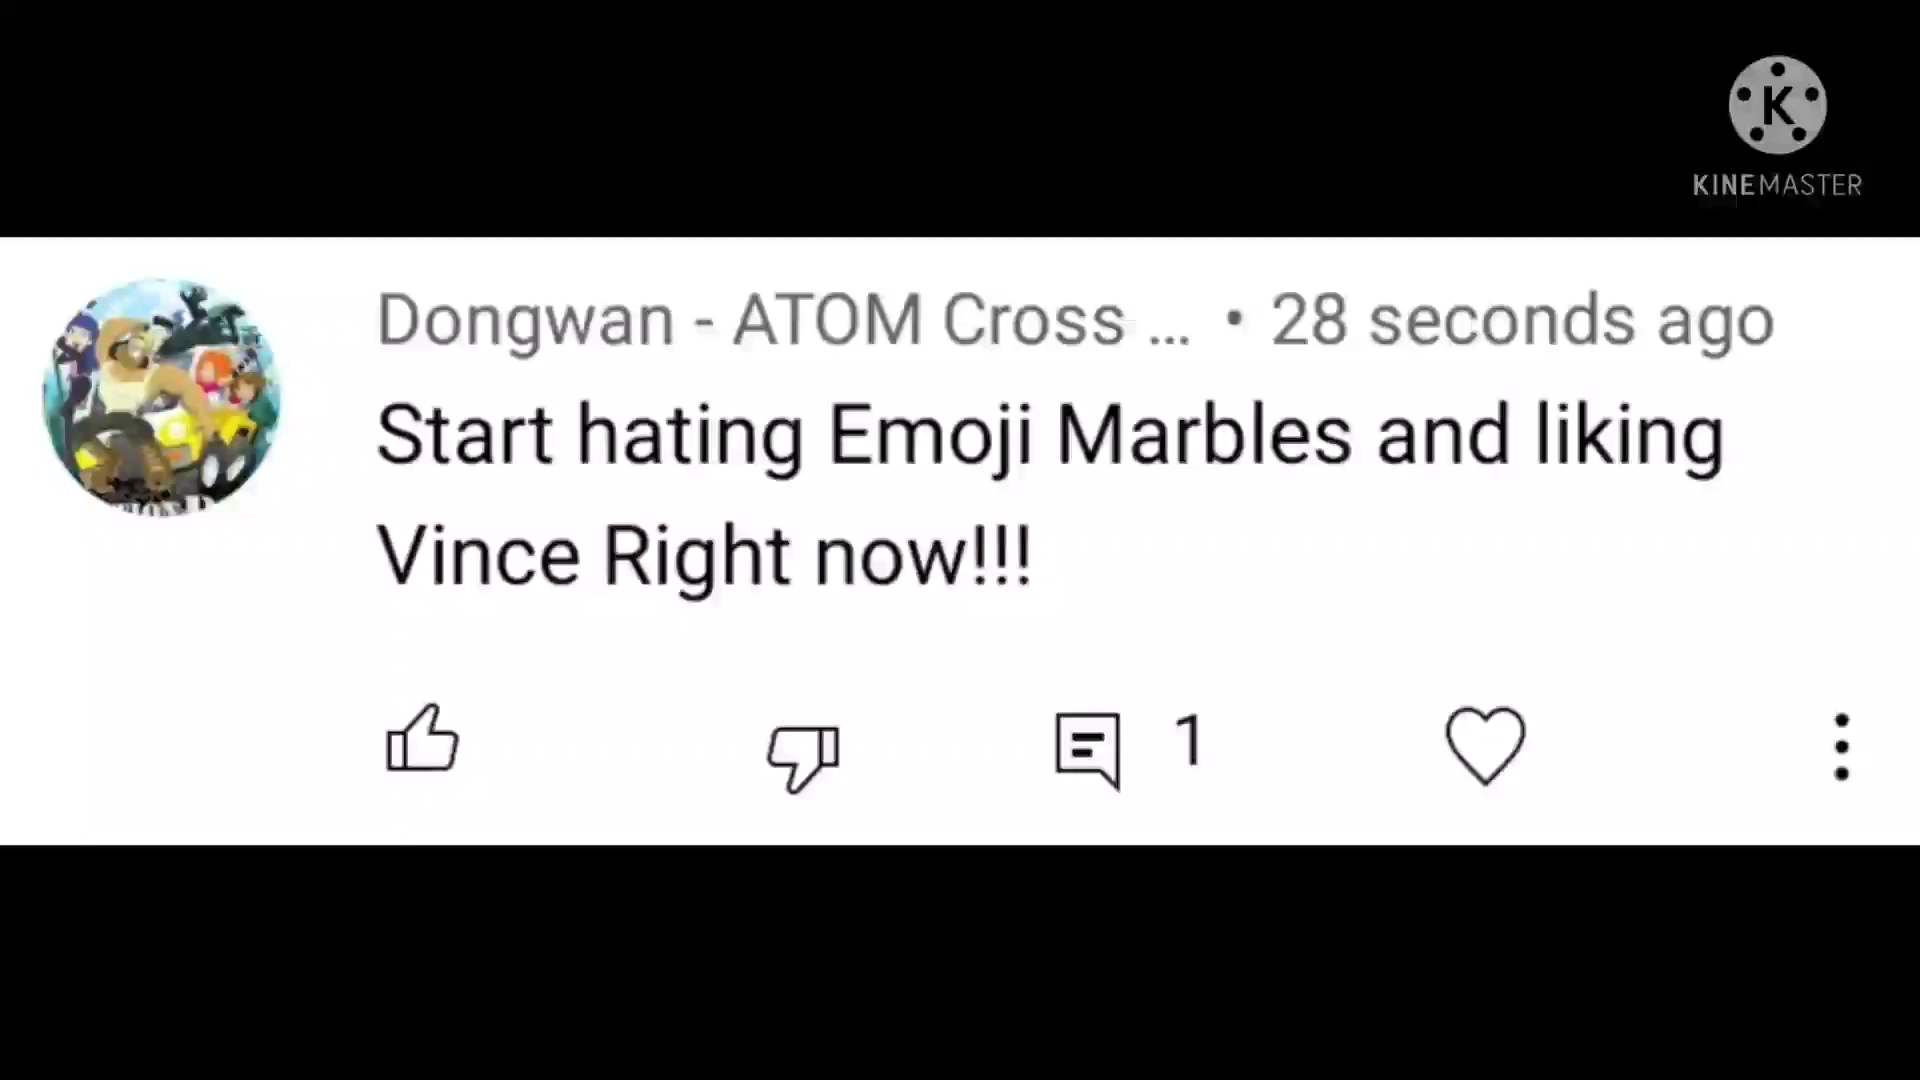 K
KINEMASTER
Dongwan - ATOM Cross ... • 28 seconds ago
Start hating Emoji Marbles and liking
Vince Right now!!!
1